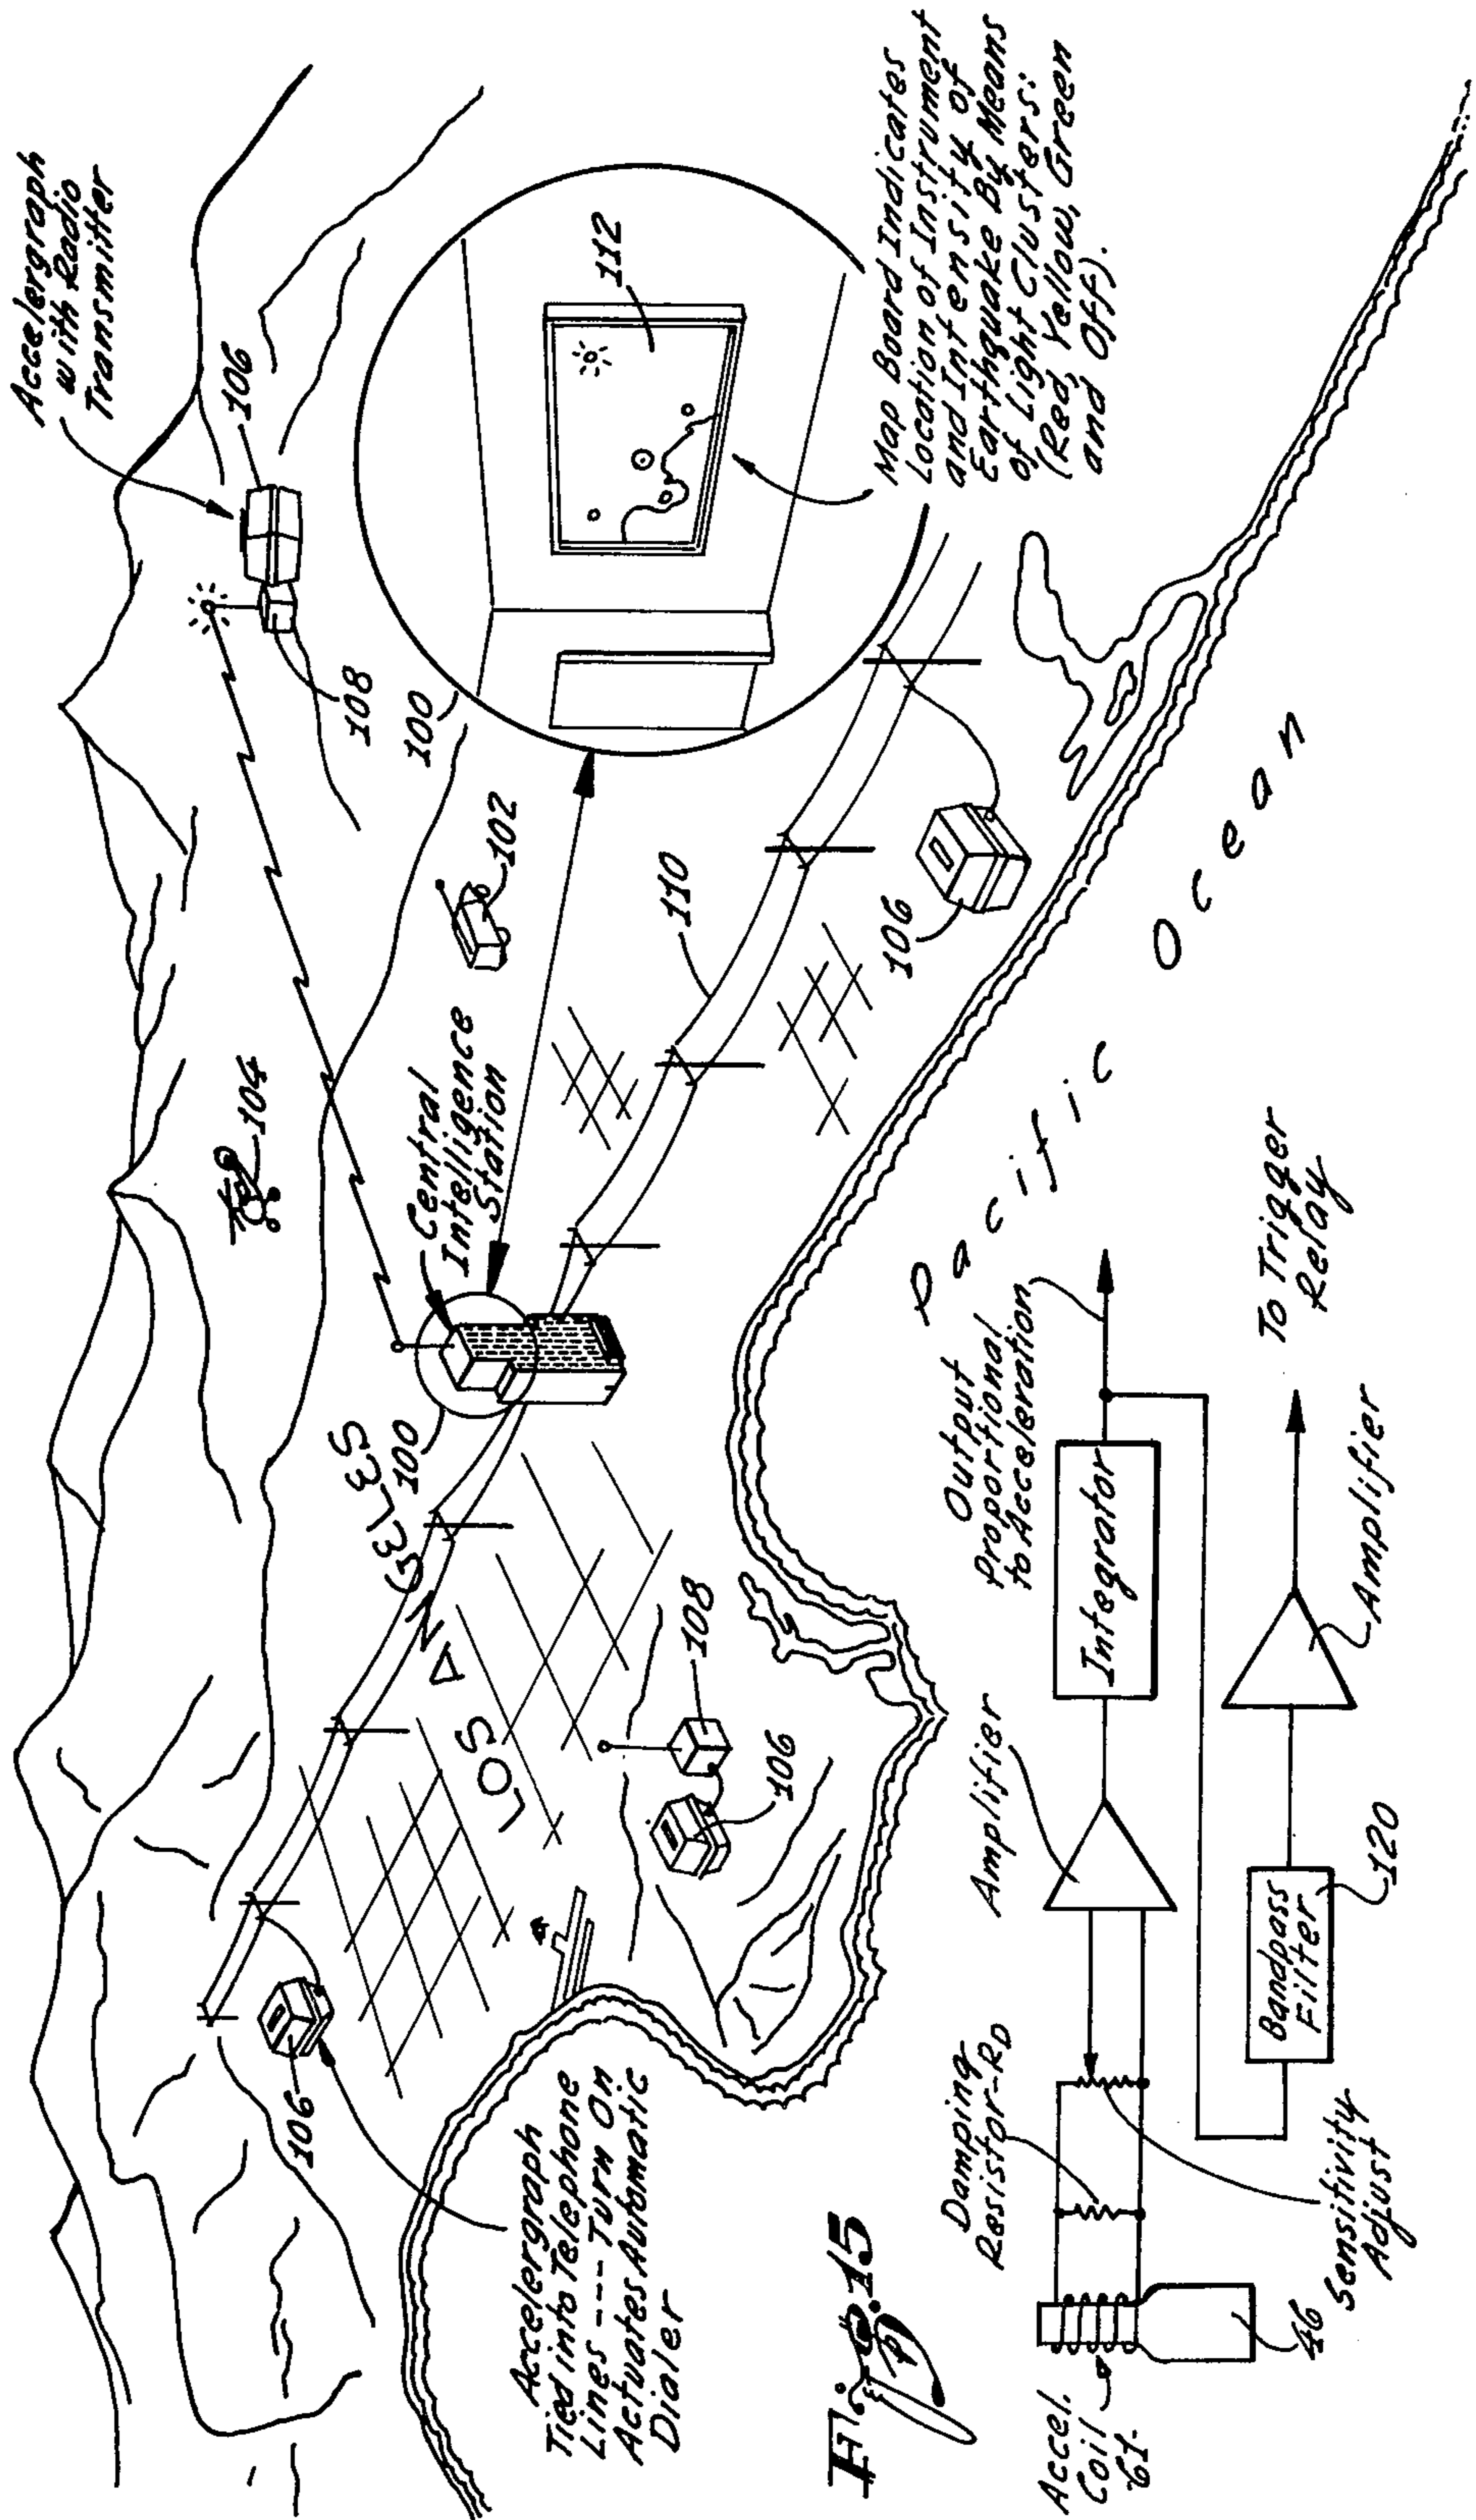 Accelergraph
with Radio
Transmitter
106
108
100
112
104
102
Central
Intelligence
Station
Map Board Indicates
Location of Instrument
and Intensity of
Earthquake By Means
of Light Clusters:
(Red, Yellow, Green
and Off).
110
106
100
LOS ANGELES
108
106
106
Pacific Ocean
Accelergraph
Tied into Telephone
Lines --- Turn On
Actuates Automatic
Dialer
Fig. 15
Accel.
Coil
61.
46
Damping
Resistor-RD
Sensitivity
Adjust
Amplifier
Integrator
Output
Proportional
to Acceleration
Bandpass
Filter
120
Amplifier
To Trigger
Relay